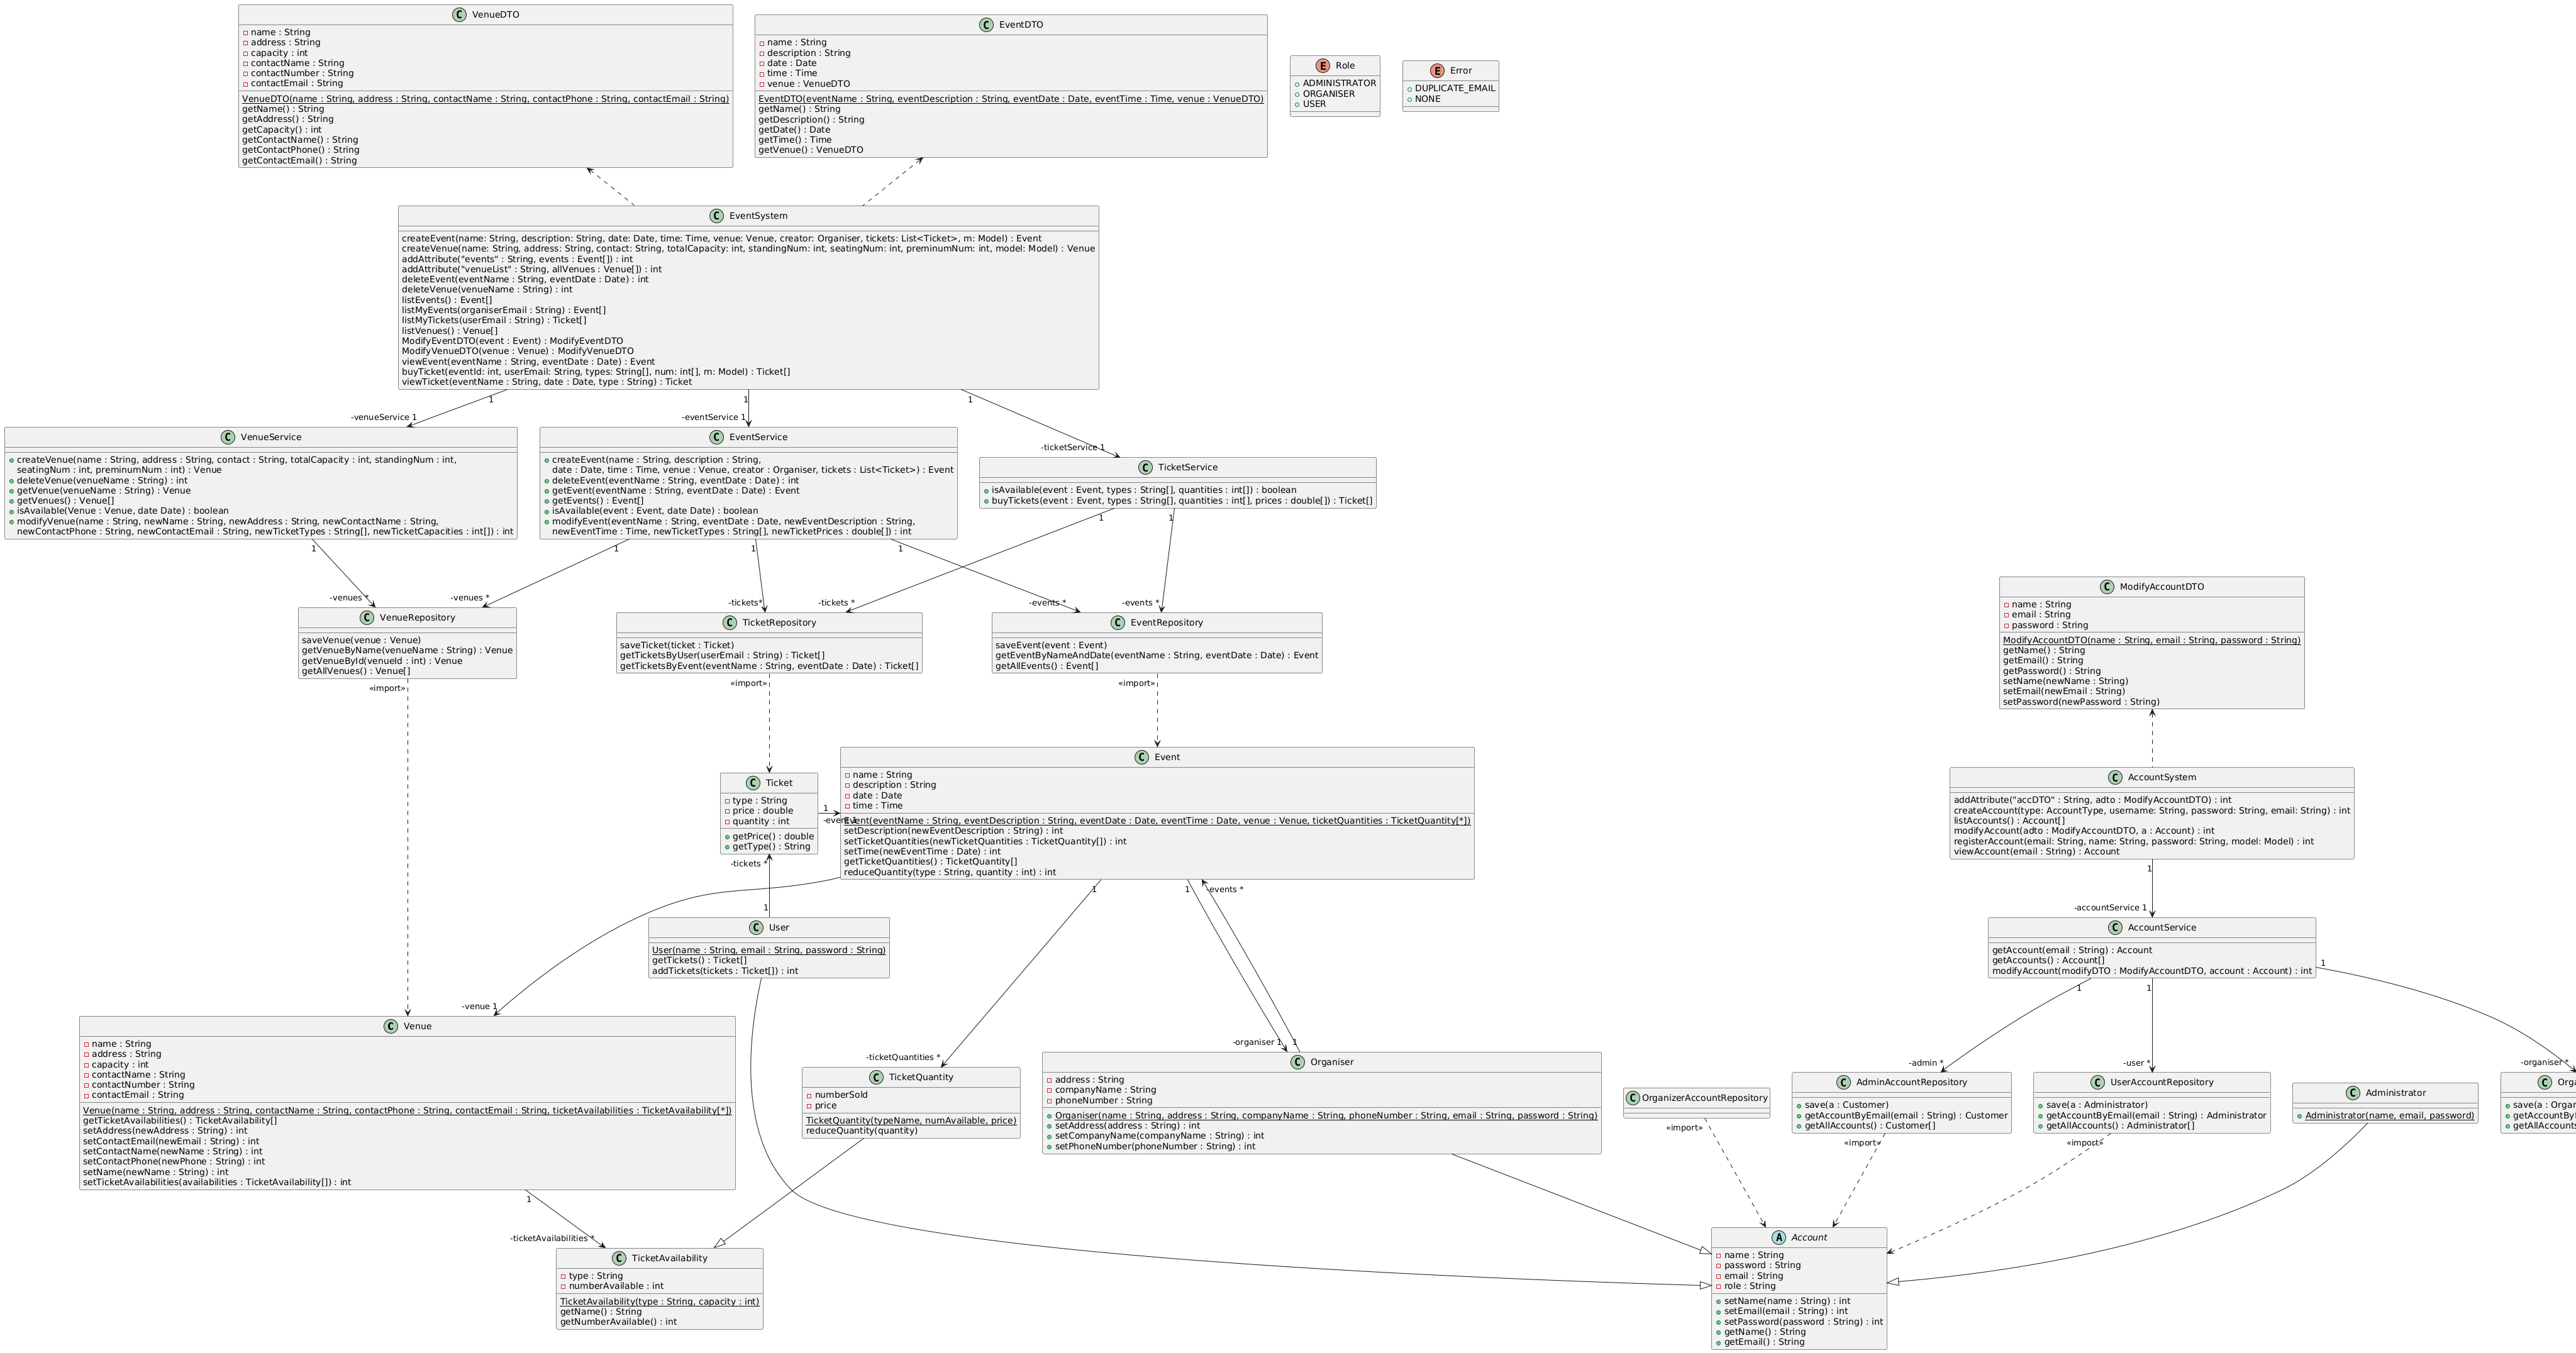 VenueDTO
name : String
address : String
capacity : int
contactName : String
contactNumber : String
contactEmail : String
VenueDTO(name : String, address : String, contactName : String, contactPhone : String, contactEmail : String)
getName() : String
getAddress() : String
getCapacity() : int
getContactName() : String
getContactPhone() : String
getContactEmail() : String
EventDTO
name : String
description : String
date : Date
time : Time
venue : VenueDTO
EventDTO(eventName : String, eventDescription : String, eventDate : Date, eventTime : Time, venue : VenueDTO)
getName() : String
getDescription() : String
getDate() : Date
getTime() : Time
getVenue() : VenueDTO
Role
ADMINISTRATOR
ORGANISER
USER
Error
DUPLICATE_EMAIL
NONE
EventSystem
createEvent(name: String, description: String, date: Date, time: Time, venue: Venue, creator: Organiser, tickets: List<Ticket>, m: Model) : Event
createVenue(name: String, address: String, contact: String, totalCapacity: int, standingNum: int, seatingNum: int, preminumNum: int, model: Model) : Venue
addAttribute("events" : String, events : Event[]) : int
addAttribute("venueList" : String, allVenues : Venue[]) : int
deleteEvent(eventName : String, eventDate : Date) : int
deleteVenue(venueName : String) : int
listEvents() : Event[]
listMyEvents(organiserEmail : String) : Event[]
listMyTickets(userEmail : String) : Ticket[]
listVenues() : Venue[]
ModifyEventDTO(event : Event) : ModifyEventDTO
ModifyVenueDTO(venue : Venue) : ModifyVenueDTO
viewEvent(eventName : String, eventDate : Date) : Event
buyTicket(eventId: int, userEmail: String, types: String[], num: int[], m: Model) : Ticket[]
viewTicket(eventName : String, date : Date, type : String) : Ticket
1
1
1
-venueService 1
-eventService 1
-ticketService 1
VenueService
createVenue(name : String, address : String, contact : String, totalCapacity : int, standingNum : int,
seatingNum : int, preminumNum : int) : Venue
deleteVenue(venueName : String) : int
getVenue(venueName : String) : Venue
getVenues() : Venue[]
isAvailable(Venue : Venue, date Date) : boolean
modifyVenue(name : String, newName : String, newAddress : String, newContactName : String,
newContactPhone : String, newContactEmail : String, newTicketTypes : String[], newTicketCapacities : int[]) : int
EventService
createEvent(name : String, description : String,
date : Date, time : Time, venue : Venue, creator : Organiser, tickets : List<Ticket>) : Event
deleteEvent(eventName : String, eventDate : Date) : int
getEvent(eventName : String, eventDate : Date) : Event
getEvents() : Event[]
isAvailable(event : Event, date Date) : boolean
modifyEvent(eventName : String, eventDate : Date, newEventDescription : String,
newEventTime : Time, newTicketTypes : String[], newTicketPrices : double[]) : int
TicketService
isAvailable(event : Event, types : String[], quantities : int[]) : boolean
buyTickets(event : Event, types : String[], quantities : int[], prices : double[]) : Ticket[]
1
1
1
1
1
1
-venues *
-venues *
-tickets*
-tickets *
-events *
-events *
VenueRepository
saveVenue(venue : Venue)
getVenueByName(venueName : String) : Venue
getVenueById(venueId : int) : Venue
getAllVenues() : Venue[]
«import»
TicketRepository
saveTicket(ticket : Ticket)
getTicketsByUser(userEmail : String) : Ticket[]
getTicketsByEvent(eventName : String, eventDate : Date) : Ticket[]
«import»
EventRepository
saveEvent(event : Event)
getEventByNameAndDate(eventName : String, eventDate : Date) : Event
getAllEvents() : Event[]
«import»
ModifyAccountDTO
name : String
email : String
password : String
ModifyAccountDTO(name : String, email : String, password : String)
getName() : String
getEmail() : String
getPassword() : String
setName(newName : String)
setEmail(newEmail : String)
setPassword(newPassword : String)
Ticket
type : String
price : double
quantity : int
getPrice() : double
getType() : String
1
-event 1
-tickets *
Event
name : String
description : String
date : Date
time : Time
Event(eventName : String, eventDescription : String, eventDate : Date, eventTime : Date, venue : Venue, ticketQuantities : TicketQuantity[*])
setDescription(newEventDescription : String) : int
setTicketQuantities(newTicketQuantities : TicketQuantity[]) : int
setTime(newEventTime : Date) : int
getTicketQuantities() : TicketQuantity[]
reduceQuantity(type : String, quantity : int) : int
1
1
-events *
AccountSystem
addAttribute("accDTO" : String, adto : ModifyAccountDTO) : int
createAccount(type: AccountType, username: String, password: String, email: String) : int
listAccounts() : Account[]
modifyAccount(adto : ModifyAccountDTO, a : Account) : int
registerAccount(email: String, name: String, password: String, model: Model) : int
viewAccount(email : String) : Account
1
-accountService 1
1
User
User(name : String, email : String, password : String)
getTickets() : Ticket[]
addTickets(tickets : Ticket[]) : int
AccountService
getAccount(email : String) : Account
getAccounts() : Account[]
modifyAccount(modifyDTO : ModifyAccountDTO, account : Account) : int
1
1
1
-venue 1
-ticketQuantities *
-organiser 1
1
-admin *
-user *
-organiser *
Venue
name : String
address : String
capacity : int
contactName : String
contactNumber : String
contactEmail : String
Venue(name : String, address : String, contactName : String, contactPhone : String, contactEmail : String, ticketAvailabilities : TicketAvailability[*])
getTicketAvailabilities() : TicketAvailability[]
setAddress(newAddress : String) : int
setContactEmail(newEmail : String) : int
setContactName(newName : String) : int
setContactPhone(newPhone : String) : int
setName(newName : String) : int
setTicketAvailabilities(availabilities : TicketAvailability[]) : int
1
-ticketAvailabilities *
TicketQuantity
numberSold
price
TicketQuantity(typeName, numAvailable, price)
reduceQuantity(quantity)
Organiser
address : String
companyName : String
phoneNumber : String
Organiser(name : String, address : String, companyName : String, phoneNumber : String, email : String, password : String)
setAddress(address : String) : int
setCompanyName(companyName : String) : int
setPhoneNumber(phoneNumber : String) : int
OrganizerAccountRepository
«import»
AdminAccountRepository
save(a : Customer)
getAccountByEmail(email : String) : Customer
getAllAccounts() : Customer[]
«import»
UserAccountRepository
save(a : Administrator)
getAccountByEmail(email : String) : Administrator
getAllAccounts() : Administrator[]
«import»
Administrator
Administrator(name, email, password)
Orga
save(a : Organ
getAccountBy
getAllAccounts
TicketAvailability
type : String
numberAvailable : int
TicketAvailability(type : String, capacity : int)
getName() : String
getNumberAvailable() : int
Account
name : String
password : String
email : String
role : String
setName(name : String) : int
setEmail(email : String) : int
setPassword(password : String) : int
getName() : String
getEmail() : String